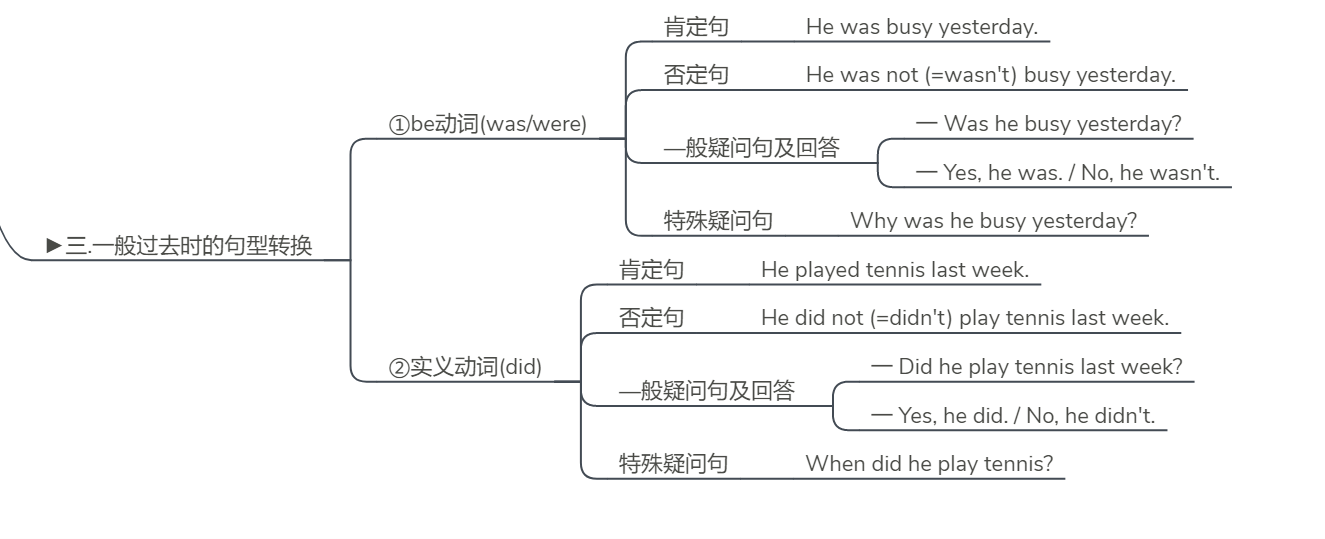 肯定句 He was busy yesterday.
否定句 He was not (=wasn't) busy yesterday.
①be动词(was/were)
— Was he busy yesterday?
—般疑问句及回答
— Yes, he was. / No, he wasn't.
特殊疑问句 Why was he busy yesterday?
►三.一般过去时的句型转换
肯定句 He played tennis last week.
否定句 He did not (=didn't) play tennis last week.
②实义动词(did)
— Did he play tennis last week?
—般疑问句及回答
— Yes, he did. / No, he didn't.
特殊疑问句 When did he play tennis?